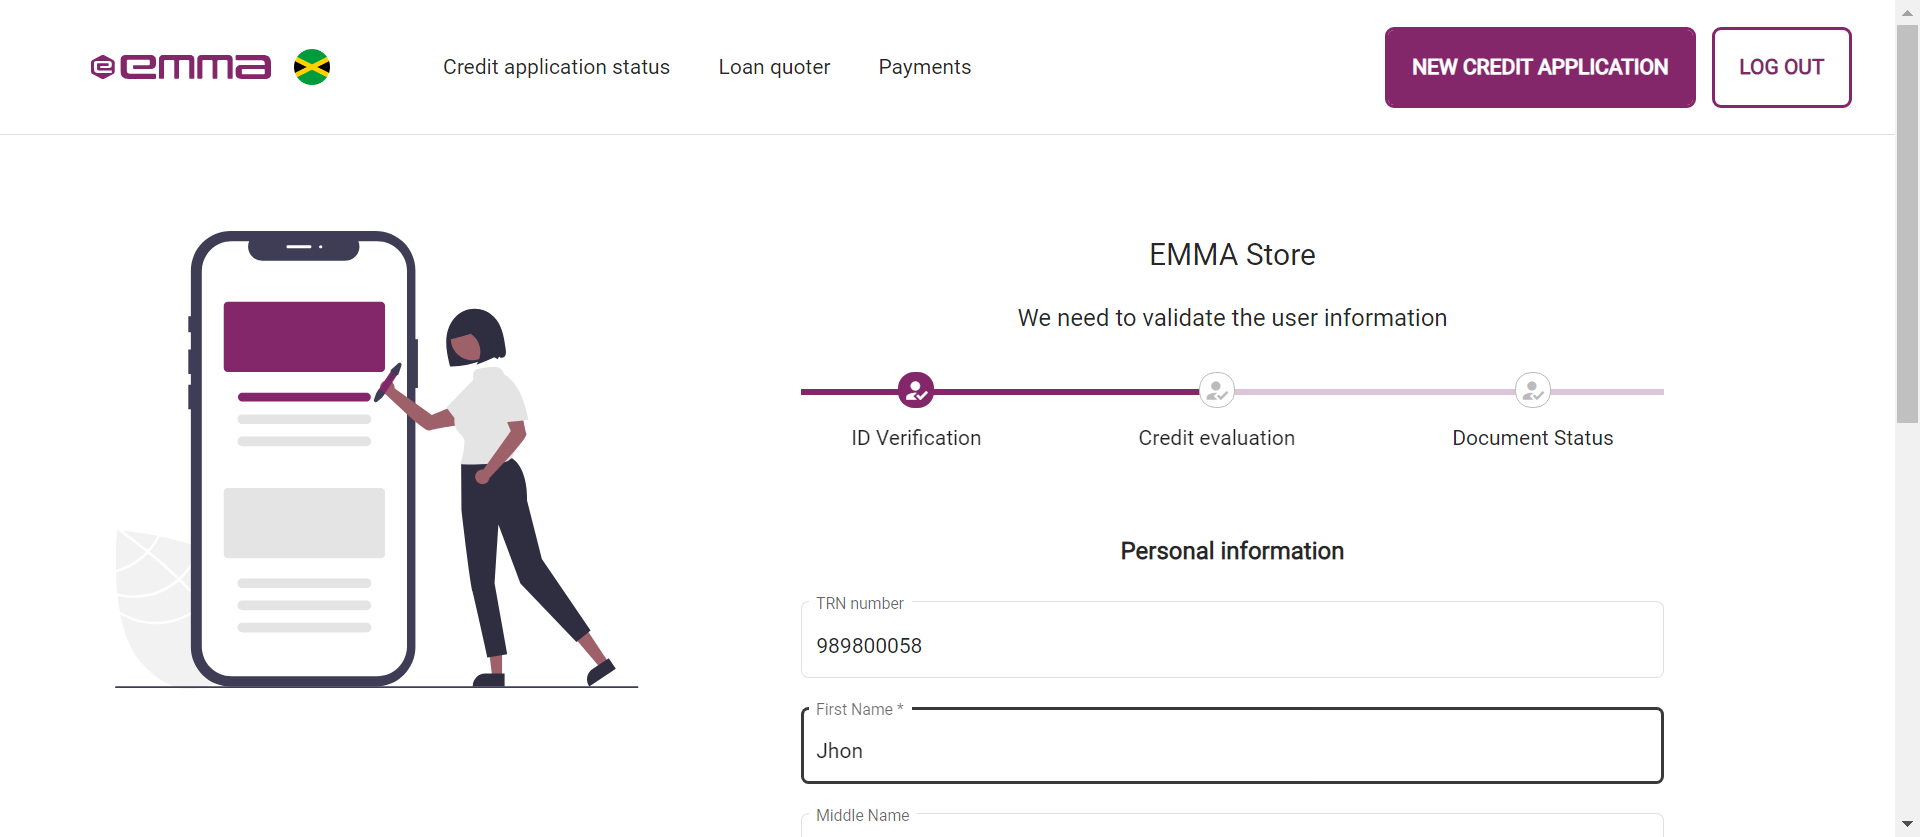 emma
Credit application status
Loan quoter
Payments
NEW CREDIT APPLICATION
LOG OUT
EMMA Store
We need to validate the user information
ID Verification
Credit evaluation
Document Status
Personal information
TRN number
989800058
First Name *
Jhon
Middle Name